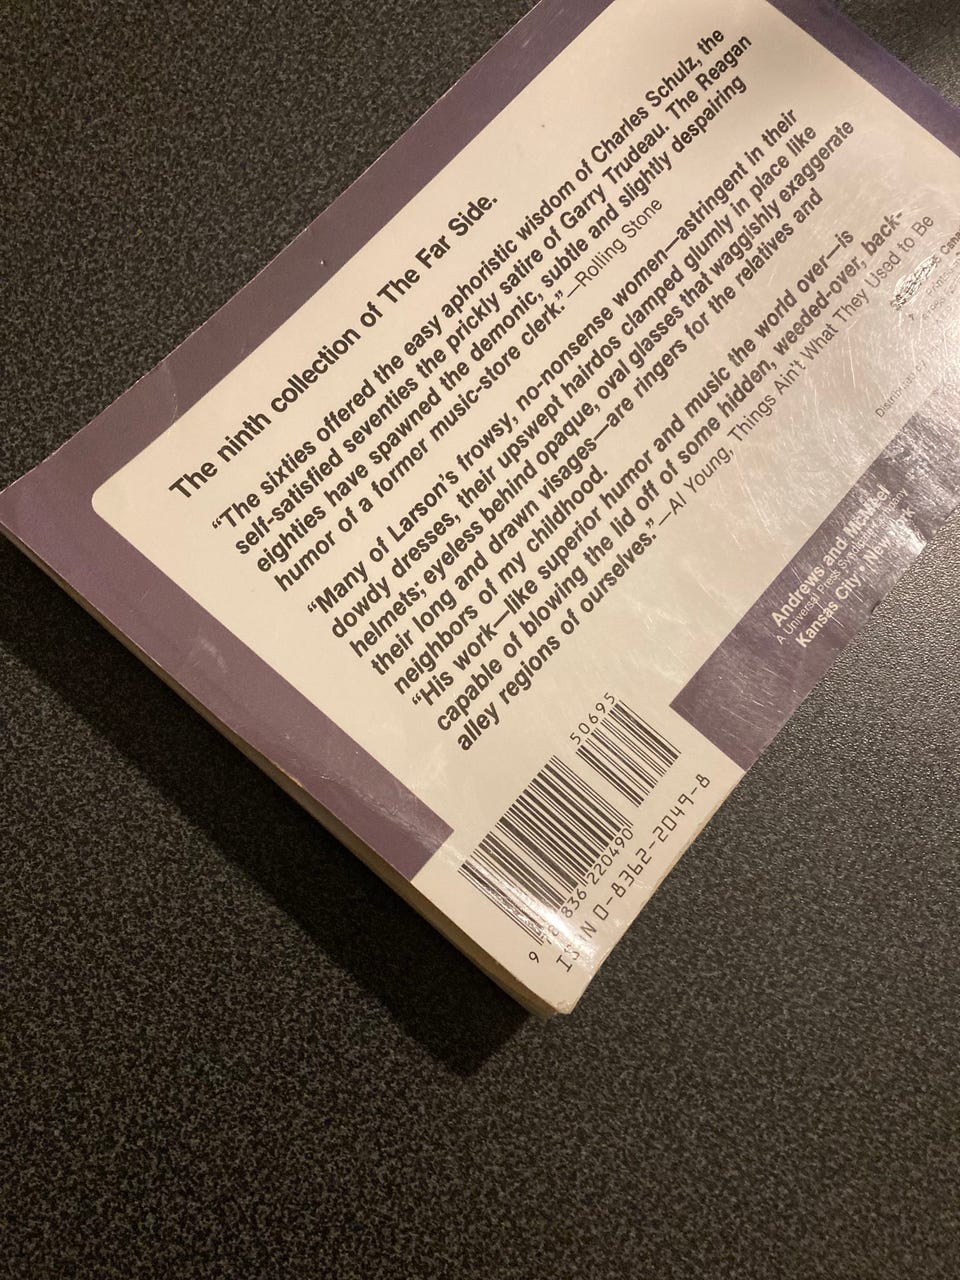 The ninth collection of The Far Side.
“The sixties offered the easy aphoristic wisdom of Charles Schulz, the
self-satisfied seventies the prickly satire of Garry Trudeau. The Reagan
eighties have spawned the demonic, subtle and slightly despairing
humor of a former music-store clerk.”—Rolling Stone
“Many of Larson’s frowsy, no-nonsense women—astringent in their
dowdy dresses, their upswept hairdos clamped glumly in place like
helmets; eyeless behind opaque, oval glasses that waggishly exaggerate
their long and drawn visages—are ringers for the relatives and
neighbors of my childhood.
“His work—like superior humor and music the world over—is
capable of blowing the lid off of some hidden, weeded-over, back-
alley regions of ourselves.”—Al Young, Things Ain’t What They Used to Be
Andrews and McMeel
A Universal Press Syndicate Company
Kansas City • New York
50695
9 780836 220490
ISBN 0-8362-2049-8